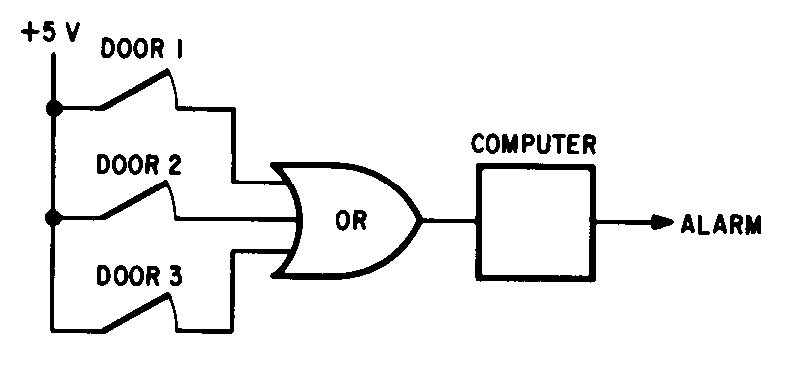 +5 V
DOOR 1
DOOR 2
DOOR 3
OR
COMPUTER
ALARM